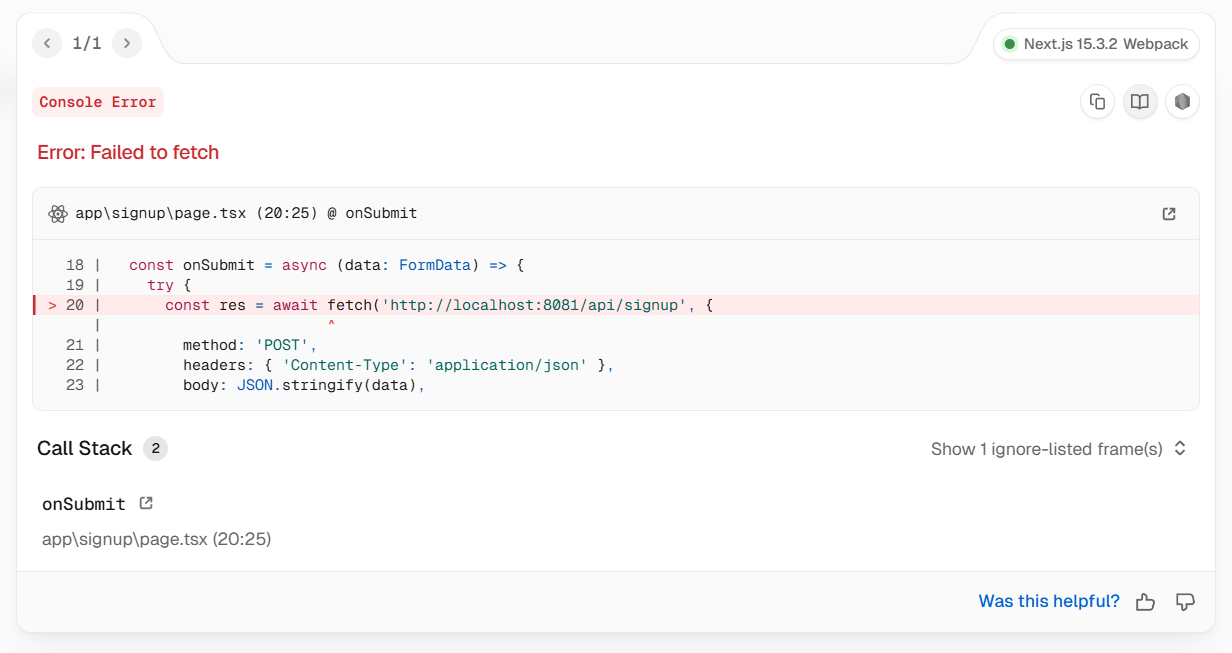 1/1
Next.js 15.3.2 Webpack
Console Error
Error: Failed to fetch
app\signup\page.tsx (20:25) @ onSubmit
18 |   const onSubmit = async (data: FormData) => {
19 |     try {
> 20 |       const res = await fetch('http://localhost:8081/api/signup', {
|                         ^
21 |         method: 'POST',
22 |         headers: { 'Content-Type': 'application/json' },
23 |         body: JSON.stringify(data),
Call Stack 2
Show 1 ignore-listed frame(s)
onSubmit
app\signup\page.tsx (20:25)
Was this helpful?